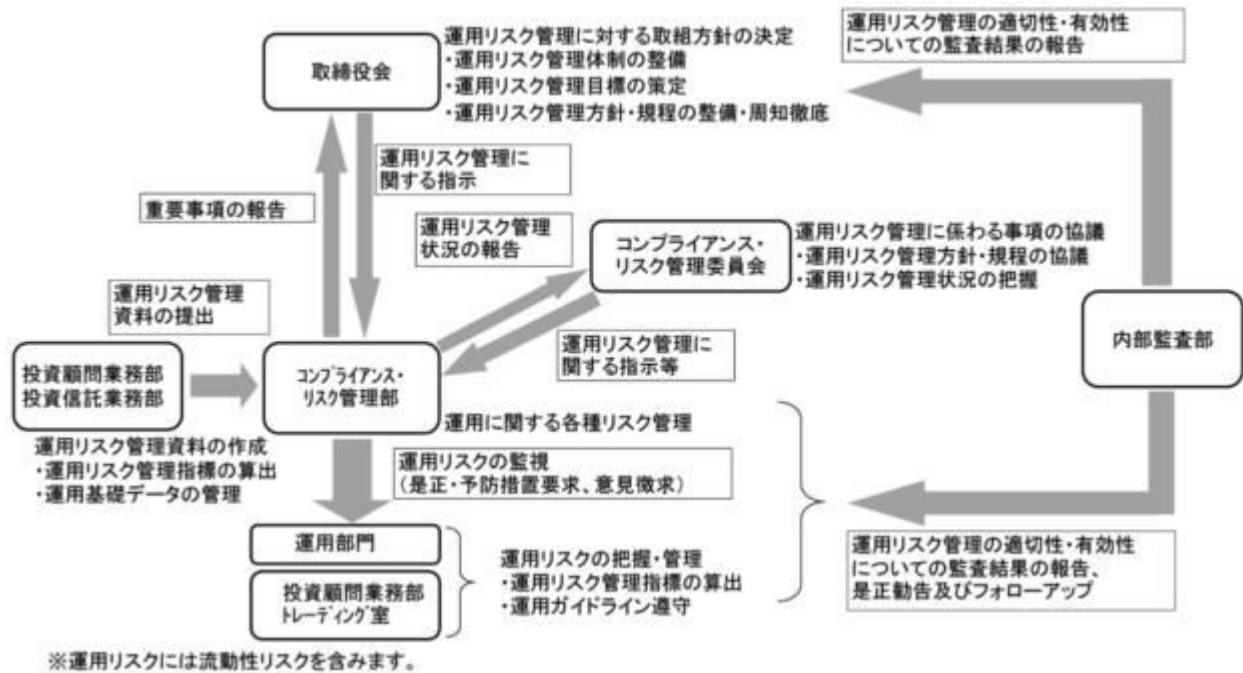 取締役会
運用リスク管理に対する取組方針の決定
・運用リスク管理体制の整備
・運用リスク管理目標の策定
・運用リスク管理方針・規程の整備・周知徹底
運用リスク管理の適切性・有効性
についての監査結果の報告
運用リスク管理に
関する指示
重要事項の報告
運用リスク管理
状況の報告
コンプライアンス・
リスク管理委員会
運用リスク管理に係わる事項の協議
・運用リスク管理方針・規程の協議
・運用リスク管理状況の把握
運用リスク管理
資料の提出
運用リスク管理に
関する指示等
内部監査部
投資顧問業務部
投資信託業務部
コンプライアンス・
リスク管理部
運用に関する各種リスク管理
運用リスク管理資料の作成
・運用リスク管理指標の算出
・運用基礎データの管理
運用リスクの監視
(是正・予防措置要求、意見徴求)
運用部門
投資顧問業務部
トレーディング室
運用リスクの把握・管理
・運用リスク管理指標の算出
・運用ガイドライン遵守
運用リスク管理の適切性・有効性
についての監査結果の報告、
是正勧告及びフォローアップ
※運用リスクには流動性リスクを含みます。